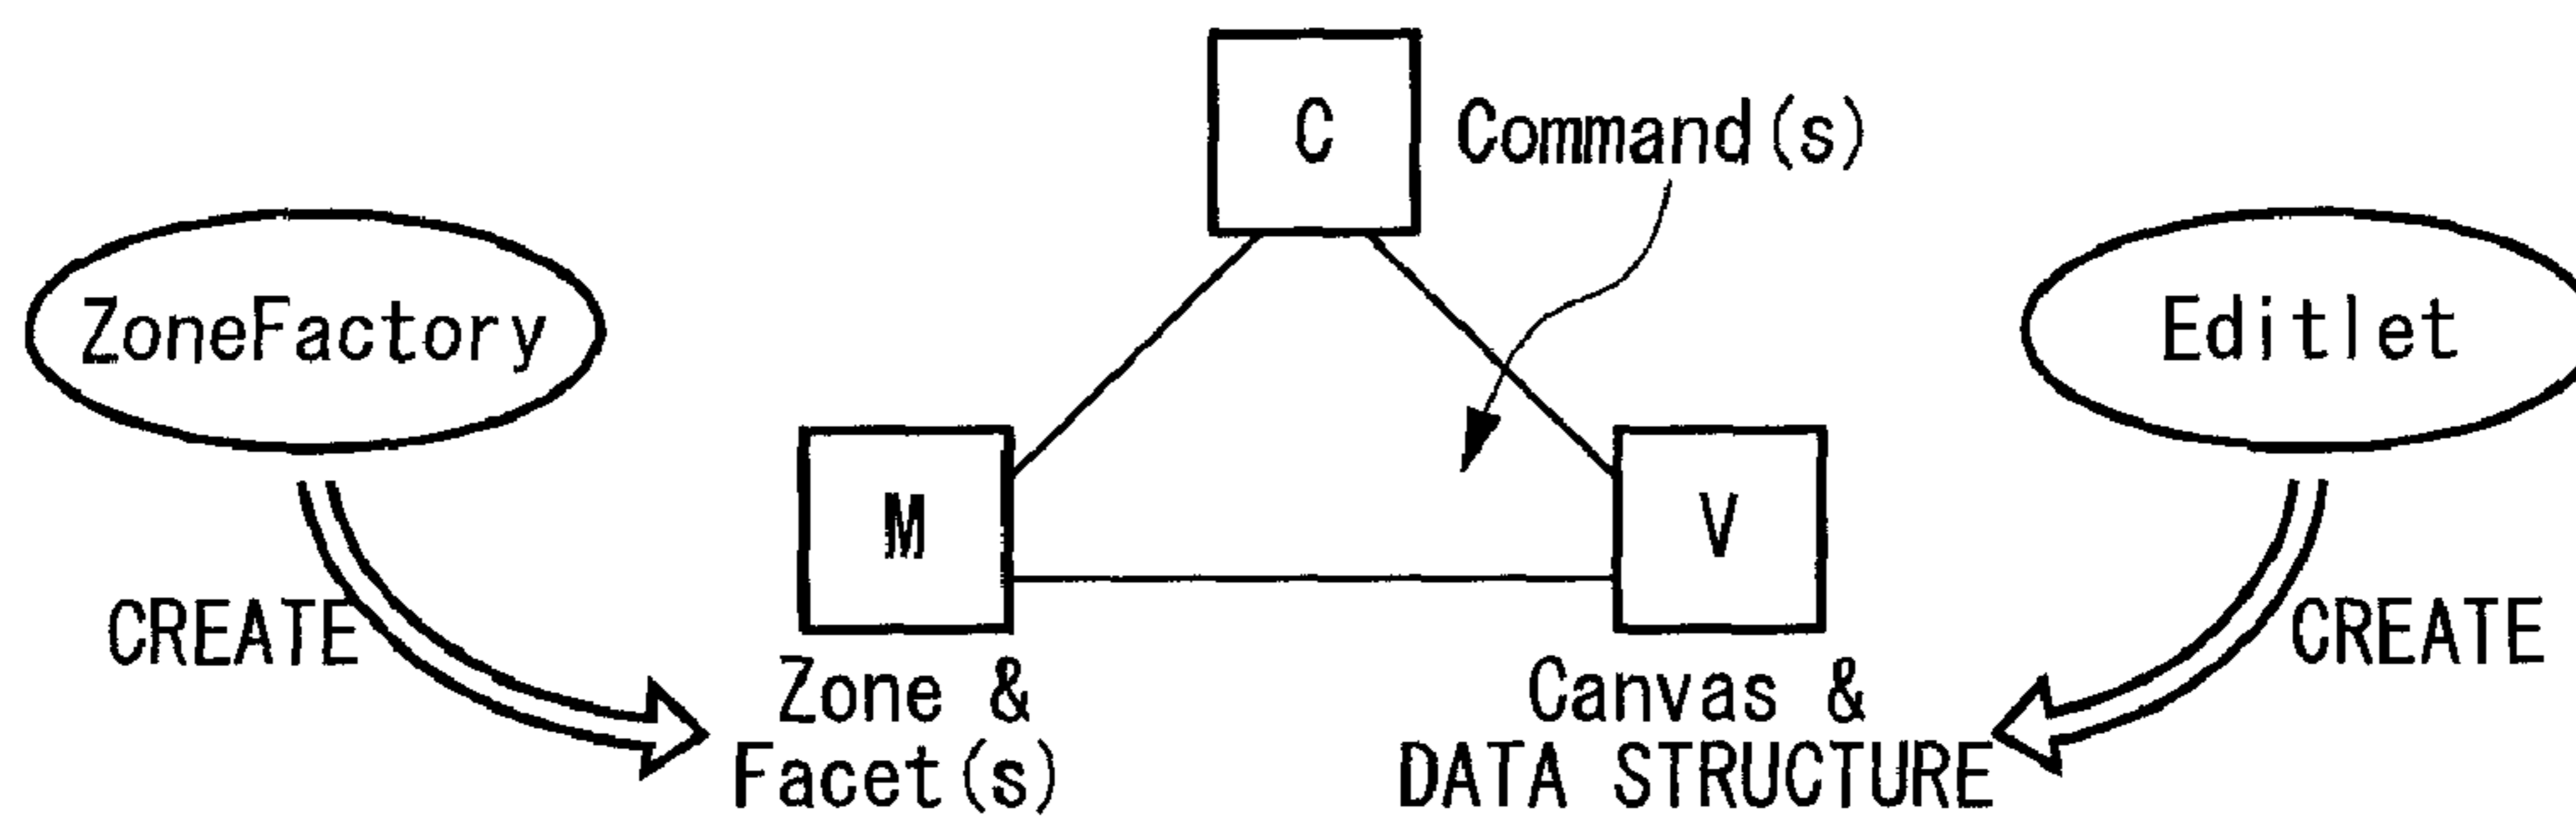 C
Command(s)
ZoneFactory
Editlet
M
V
CREATE
CREATE
Zone &
Facet(s)
Canvas &
DATA STRUCTURE